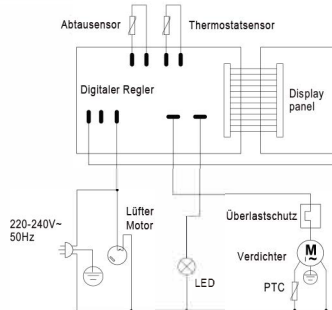 Abtausensor
Thermostatsensor
Digitaler Regler
Display
panel
220-240V~
50Hz
Lüfter
Motor
Überlastschutz
Verdichter
M
~
LED
PTC